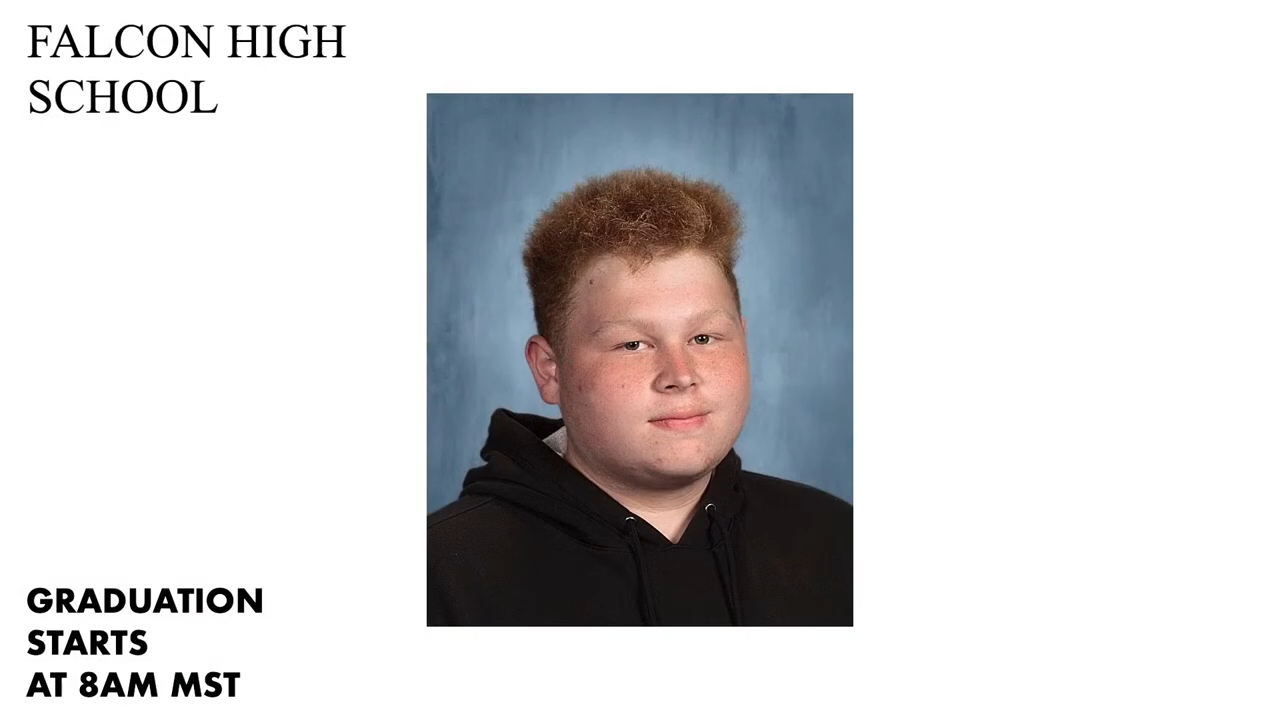 FALCON HIGH
SCHOOL
GRADUATION
STARTS
AT 8AM MST